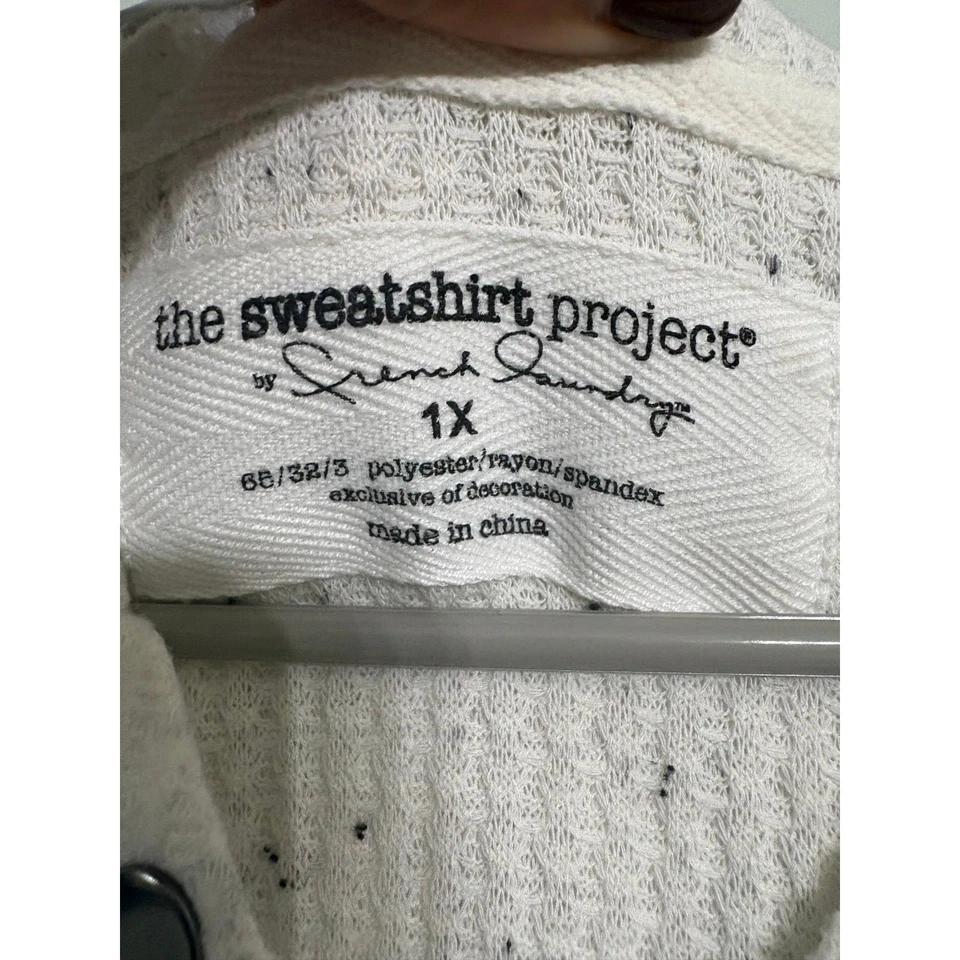 the sweatshirt project®
by French Laundry™
1X
65/32/3 polyester/rayon/spandex
exclusive of decoration
made in china